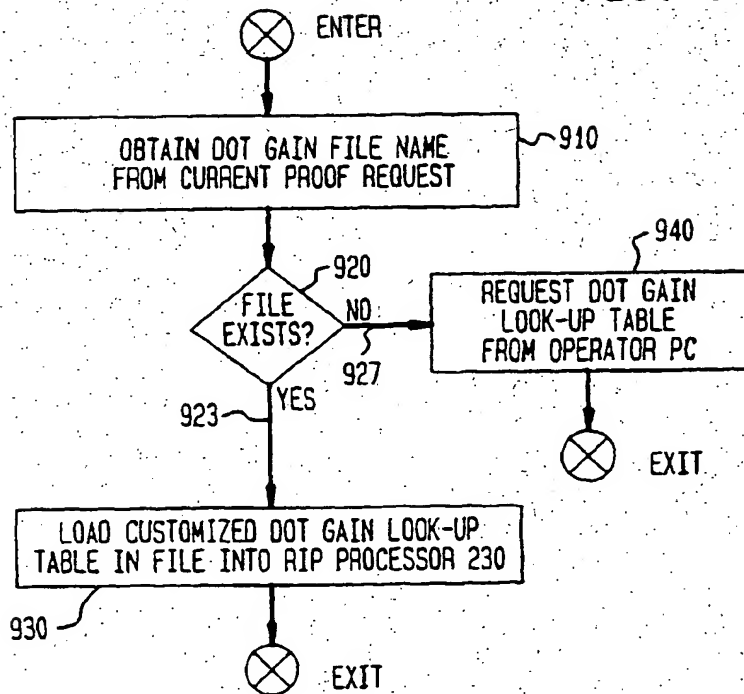 ENTER
OBTAIN DOT GAIN FILE NAME
FROM CURRENT PROOF REQUEST
910
920
FILE
EXISTS?
NO
927
940
REQUEST DOT GAIN
LOOK-UP TABLE
FROM OPERATOR PC
EXIT
923
YES
LOAD CUSTOMIZED DOT GAIN LOOK-UP
TABLE IN FILE INTO RIP PROCESSOR 230
930
EXIT